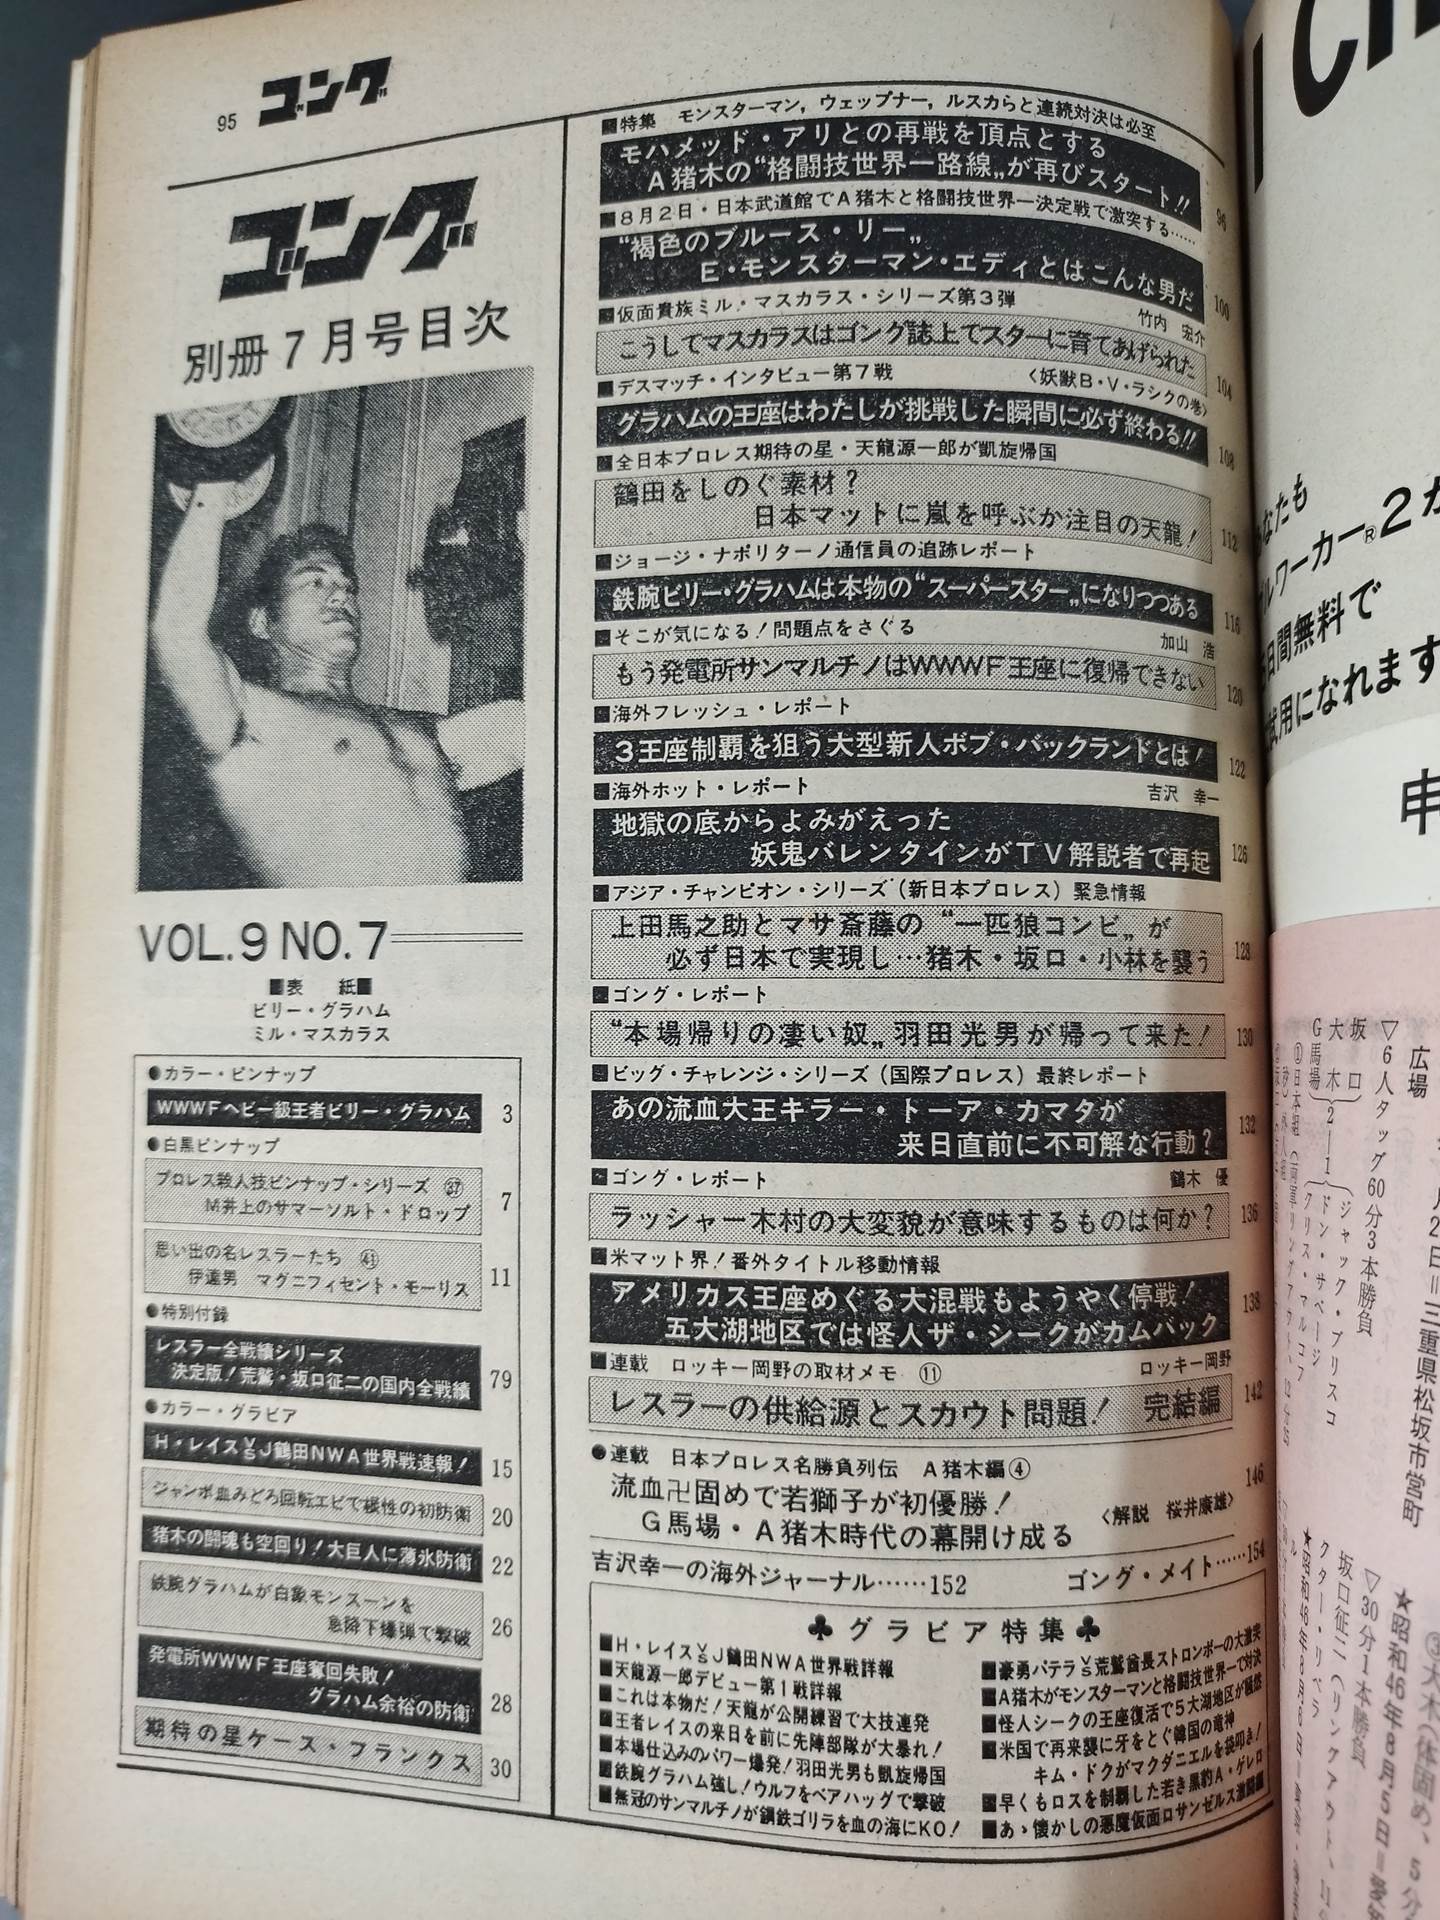 95 ゴング
ゴング
別冊7月号目次
VOL.9 NO.7
■表 紙■
ビリー・グラハム
ミル・マスカラス
●カラー・ピンナップ
WWWFヘビー級王者ビリー・グラハム 3
●白黒ピンナップ
プロレス殺人技ピンナップ・シリーズ ㊲
M井上のサマーソルト・ドロップ 7
思い出の名レスラーたち ㊶
伊達男 マグニフィセント・モーリス 11
●特別付録
レスラー全戦績シリーズ
決定版!荒鷲・坂口征二の国内全戦績 79
●カラー・グラビア
H・レイスVSJ鶴田NWA世界戦速報! 15
ジャンボ血みどろ回転エビで根性の初防衛 20
猪木の闘魂も空回り!大巨人に薄氷防衛 22
鉄腕グラハムが白象モンスーンを
急降下爆弾で撃破 26
発電所WWWF王座奪回失敗!
グラハム余裕の防衛 28
期待の星ケース・フランクス 30
■特集 モンスターマン,ウェップナー,ルスカらと連続対決は必至
モハメッド・アリとの再戦を頂点とする
A猪木の“格闘技世界一路線„が再びスタート!! 96
■8月2日・日本武道館でA猪木と格闘技世界一決定戦で激突する……
“褐色のブルース・リー„
E・モンスターマン・エディとはこんな男だ 100
■仮面貴族ミル・マスカラス・シリーズ第3弾 竹内 宏介
こうしてマスカラスはゴング誌上でスターに育てあげられた 104
■デスマッチ・インタビュー第7戦 〈妖獣B・V・ラシクの巻〉
グラハムの王座はわたしが挑戦した瞬間に必ず終わる!! 108
■全日本プロレス期待の星・天龍源一郎が凱旋帰国
鶴田をしのぐ素材?
日本マットに嵐を呼ぶか注目の天龍! 112
■ジョージ・ナポリターノ通信員の追跡レポート
鉄腕ビリー・グラハムは本物の“スーパースター„になりつつある 116
■そこが気になる!問題点をさぐる 加山 浩
もう発電所サンマルチノはWWWF王座に復帰できない 120
■海外フレッシュ・レポート
3王座制覇を狙う大型新人ボブ・バックランドとは! 122
■海外ホット・レポート 吉沢 幸一
地獄の底からよみがえった
妖鬼バレンタインがTV解説者で再起 126
■アジア・チャンピオン・シリーズ(新日本プロレス)緊急情報
上田馬之助とマサ斎藤の“一匹狼コンビ„が
必ず日本で実現し…猪木・坂口・小林を襲う 128
■ゴング・レポート
“本場帰りの凄い奴„羽田光男が帰って来た! 130
■ビッグ・チャレンジ・シリーズ(国際プロレス)最終レポート
あの流血大王キラー・トーア・カマタが
来日直前に不可解な行動? 132
■ゴング・レポート 鶴木 優
ラッシャー木村の大変貌が意味するものは何か? 136
■米マット界!番外タイトル移動情報
アメリカス王座めぐる大混戦もようやく停戦!
五大湖地区では怪人ザ・シークがカムバック 138
■連載 ロッキー岡野の取材メモ ⑪ ロッキー岡野
レスラーの供給源とスカウト問題! 完結編 142
●連載 日本プロレス名勝負列伝 A猪木編④ 146
流血卍固めで若獅子が初優勝!
G馬場・A猪木時代の幕開け成る 〈解説 桜井康雄〉
吉沢幸一の海外ジャーナル……152 ゴング・メイト……154
♣グラビア特集♣
■H・レイスVSJ鶴田NWA世界戦詳報
■天龍源一郎デビュー第1戦詳報
■これは本物だ!天龍が公開練習で大技連発
■王者レイスの来日を前に先陣部隊が大暴れ!
■本場仕込みのパワー爆発!羽田光男も凱旋帰国
■鉄腕グラハム強し!ウルフをベアハッグで撃破
■無冠のサンマルチノが鋼鉄ゴリラを血の海にKO!
■豪勇パテラVS荒鷲酋長ストロンボーの大激突
■A猪木がモンスターマンと格闘技世界一で対決
■怪人シークの王座復活で5大湖地区が騒然
■米国で再来襲に牙をとぐ韓国の竜神
キム・ドクがマクダニエルを袋叩き!
■早くもロスを制覇した若き黒豹A・ゲレロ
■あゝ懐かしの悪魔仮面ロサンゼルス激闘■
あなたも
ルワーカー®2が
日間無料で
試用になれます
申
広場
▽6人タッグ60分3本勝負
坂口
大木
G馬場
2―1
ジャック・ブリスコ
ドン・サベージ
クリス・マルコフ
2日=三重県松坂市営町
★昭和46年8月5日=
▽30分1本勝負
坂口征二(リングアウト、11
③大木(体固め、5分